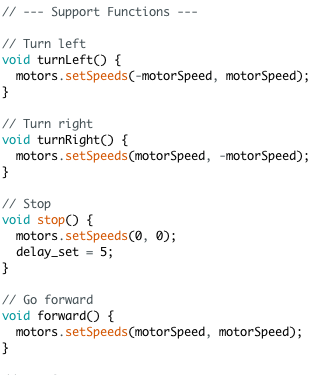 // --- Support Functions ---

// Turn left
void turnLeft() {
  motors.setSpeeds(-motorSpeed, motorSpeed);
}

// Turn right
void turnRight() {
  motors.setSpeeds(motorSpeed, -motorSpeed);
}

// Stop
void stop() {
  motors.setSpeeds(0, 0);
  delay_set = 5;
}

// Go forward
void forward() {
  motors.setSpeeds(motorSpeed, motorSpeed);
}